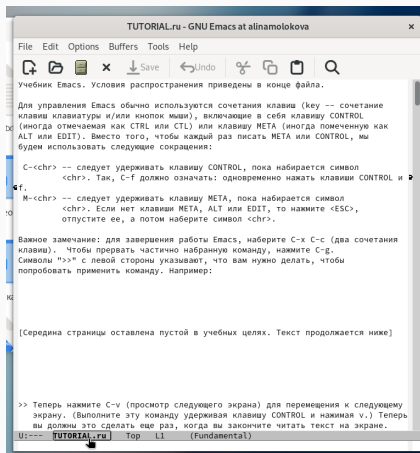 TUTORIAL.ru - GNU Emacs at alinamolokova
File Edit Options Buffers Tools Help
Save Undo
Учебник Emacs. Условия распространения приведены в конце файла.
Для управления Emacs обычно используются сочетания клавиш (key -- сочетание
клавиш клавиатуры и/или кнопок мыши), включающие в себя клавишу CONTROL
(иногда отмечаемая как CTRL или CTL) или клавишу META (иногда помеченную как
ALT или EDIT). Вместо того, чтобы каждый раз писать META или CONTROL, мы
будем использовать следующие сокращения:
C-<chr> -- следует удерживать клавишу CONTROL, пока набирается символ
<chr>. Так, C-f должно означать: одновременно нажать клавиши CONTROL и
f.
M-<chr> -- следует удерживать клавишу META, пока набирается символ
<chr>. Если нет клавиши META, ALT или EDIT, то нажмите <ESC>,
отпустите ее, а потом наберите символ <chr>.
Важное замечание: для завершения работы Emacs, наберите C-x C-c (два сочетания
клавиш). Чтобы прервать частично набранную команду, нажмите C-g.
Символы ">>" с левой стороны указывают, что вам нужно делать, чтобы
попробовать применить команду. Например:
[Середина страницы оставлена пустой в учебных целях. Текст продолжается ниже]
>> Теперь нажмите C-v (просмотр следующего экрана) для перемещения к следующему
экрану. (Выполните эту команду удерживая клавишу CONTROL и нажимая v.) Теперь
вы должны это сделать еще раз, когда вы закончите читать текст на экране.
U:--- TUTORIAL.ru Top L1 (Fundamental)